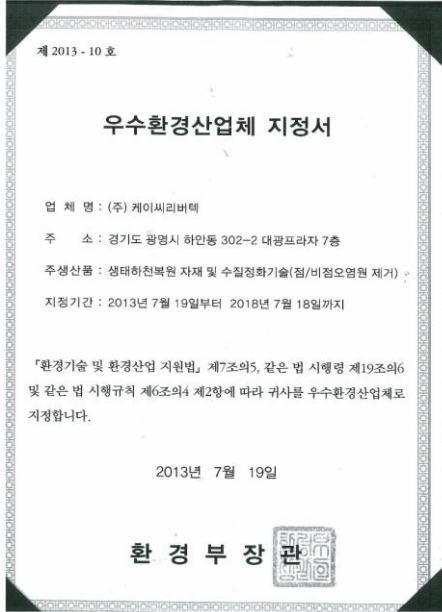 제 2013 - 10 호
우수환경산업체 지정서
업 체 명 : (주) 케이씨리버텍
주 소 : 경기도 광명시 하안동 302-2 대광프라자 7층
주생산품 : 생태하천복원 자재 및 수질정화기술(점/비점오염원 제거)
지정기간 : 2013년 7월 19일부터 2018년 7월 18일까지
『환경기술 및 환경산업 지원법』 제7조의5, 같은 법 시행령 제19조의6
및 같은 법 시행규칙 제6조의4 제2항에 따라 귀사를 우수환경산업체로
지정합니다.
2013년 7월 19일
환 경 부 장 관